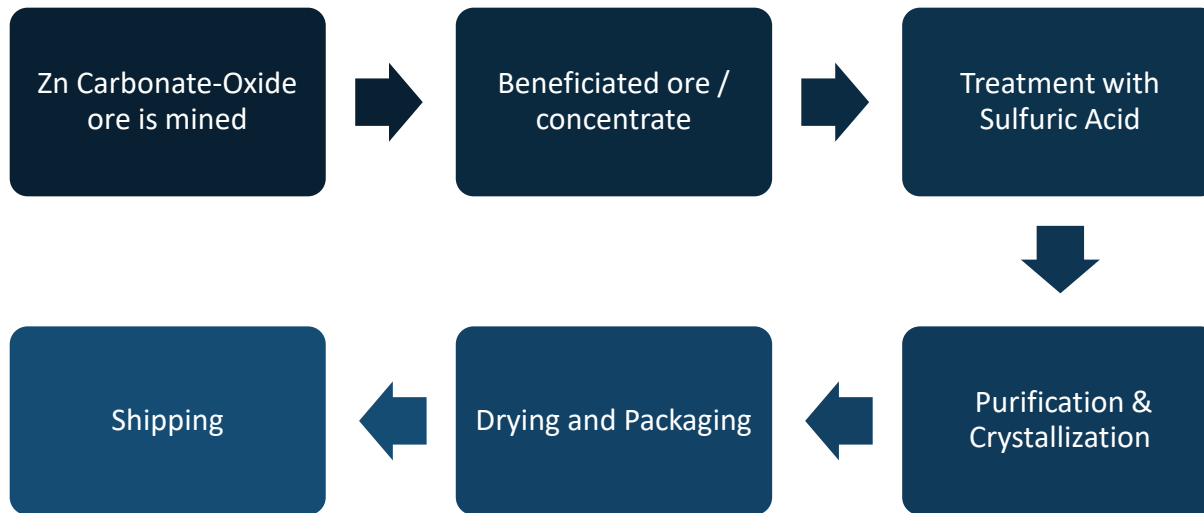 Zn Carbonate-Oxide
ore is mined
Beneficiated ore /
concentrate
Treatment with
Sulfuric Acid
Purification &
Crystallization
Drying and Packaging
Shipping